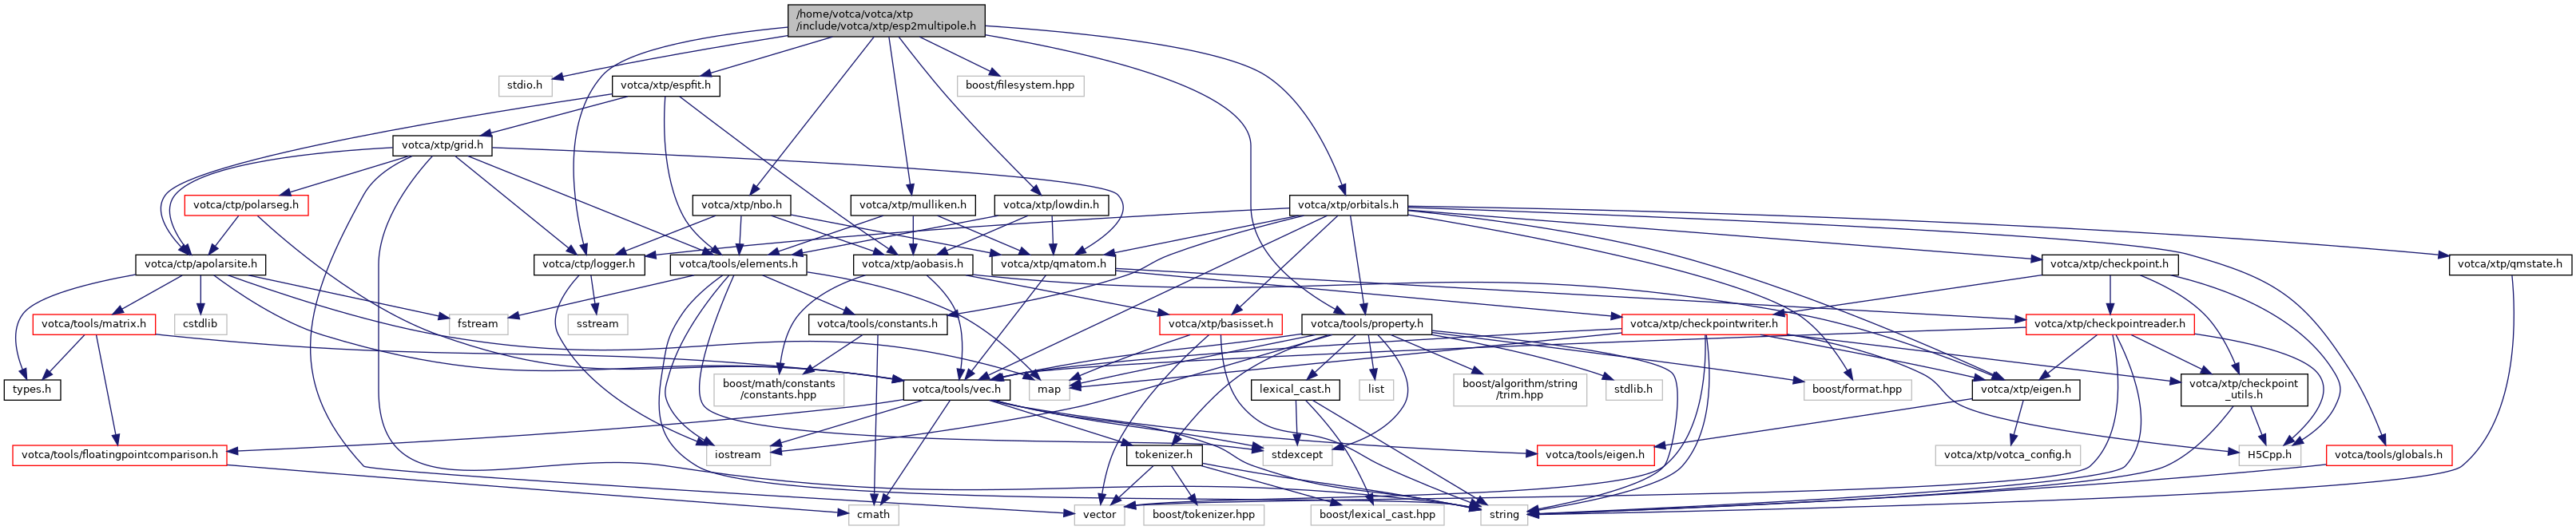 /home/votca/votca/xtp
/include/votca/xtp/esp2multipole.h
stdio.h
votca/xtp/espfit.h
boost/filesystem.hpp
votca/xtp/grid.h
votca/ctp/polarseg.h
votca/xtp/nbo.h
votca/xtp/mulliken.h
votca/xtp/lowdin.h
votca/xtp/orbitals.h
votca/ctp/apolarsite.h
votca/ctp/logger.h
votca/tools/elements.h
votca/xtp/aobasis.h
votca/xtp/qmatom.h
votca/xtp/checkpoint.h
votca/xtp/qmstate.h
votca/tools/matrix.h
cstdlib
fstream
sstream
votca/tools/constants.h
votca/xtp/basisset.h
votca/tools/property.h
votca/xtp/checkpointwriter.h
votca/xtp/checkpointreader.h
types.h
boost/math/constants
/constants.hpp
votca/tools/vec.h
map
lexical_cast.h
list
boost/algorithm/string
/trim.hpp
stdlib.h
boost/format.hpp
votca/xtp/eigen.h
votca/xtp/checkpoint
_utils.h
votca/tools/floatingpointcomparison.h
iostream
tokenizer.h
stdexcept
votca/tools/eigen.h
votca/xtp/votca_config.h
H5Cpp.h
votca/tools/globals.h
cmath
vector
boost/tokenizer.hpp
boost/lexical_cast.hpp
string